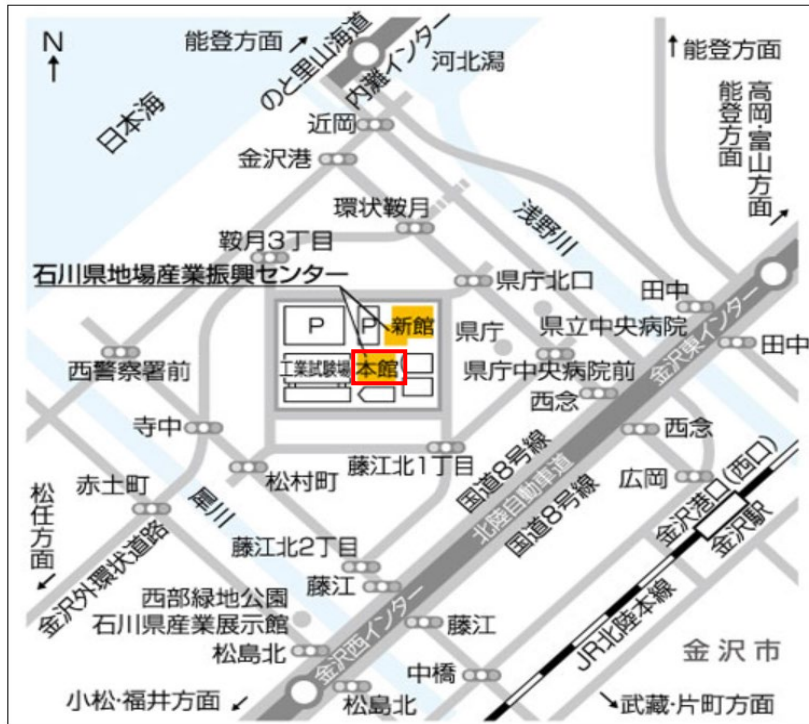 N
能登方面
のと里山海道
内灘インター
河北潟
能登方面
高岡・富山方面
能登方面
日本海
近岡
金沢港
環状鞍月
浅野川
鞍月3丁目
石川県地場産業振興センター
県庁北口
田中
P
P
新館
県庁
県立中央病院
金沢東インター
田中
西警察署前
工業試験場
本館
県庁中央病院前
西念
寺中
藤江北1丁目
国道8号線
西念
松任方面
赤土町
松村町
北陸自動車道
広岡
金沢港口(西口)
犀川
国道8号線
金沢駅
金沢外環状道路
藤江北2丁目
西部緑地公園
藤江
石川県産業展示館
藤江
JR北陸本線
松島北
金沢西インター
金沢市
中橋
小松・福井方面
松島北
武蔵・片町方面